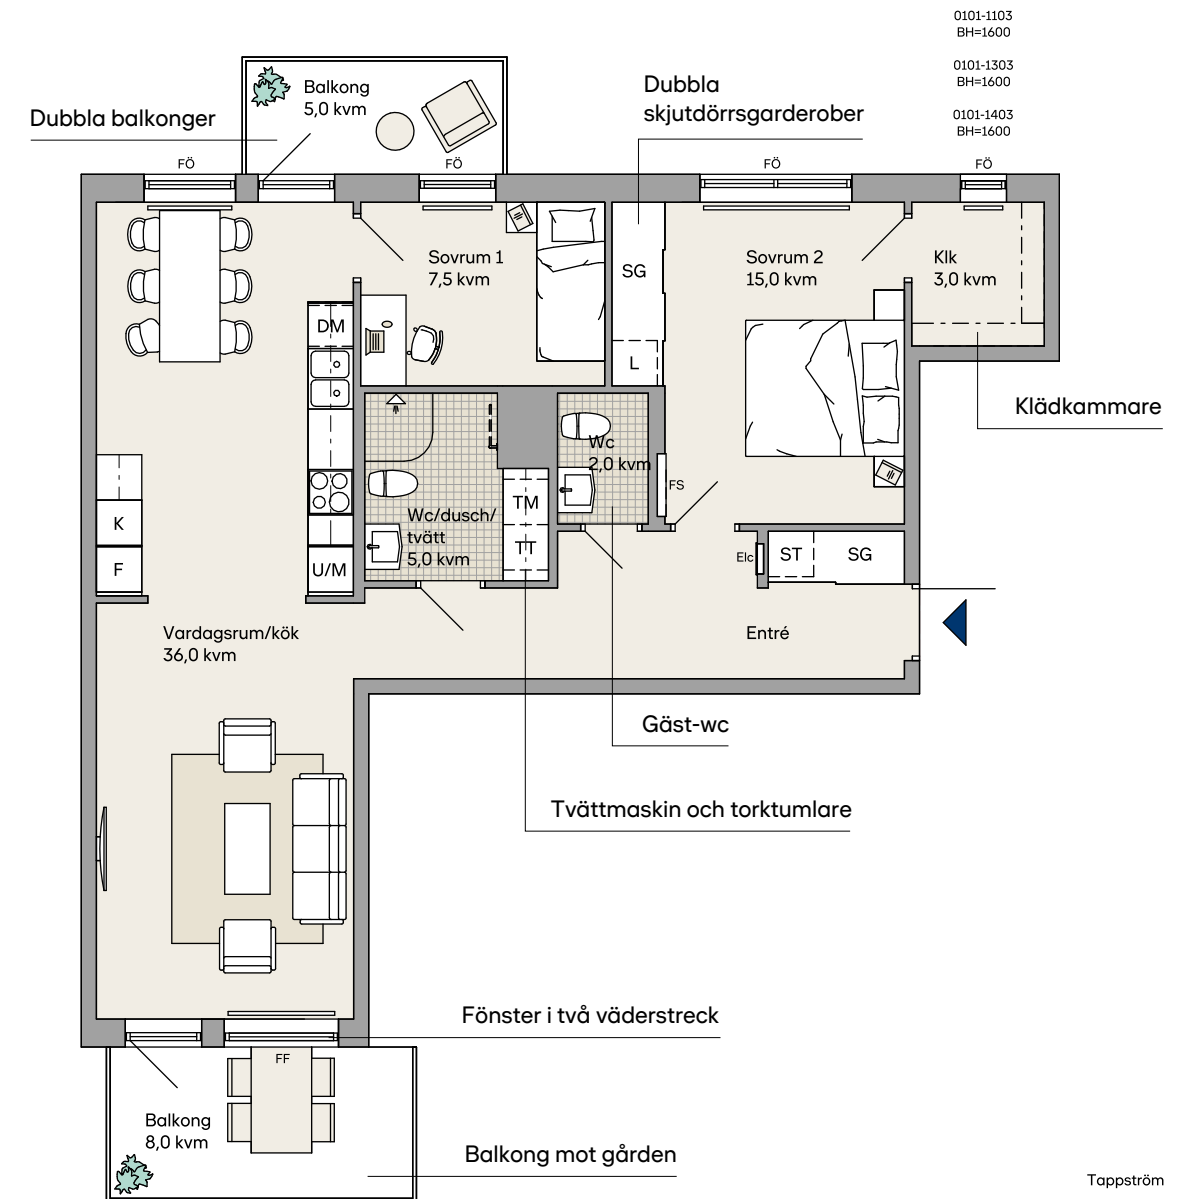 0101-1103
BH=1600
0101-1303
BH=1600
0101-1403
BH=1600
Dubbla balkonger
Balkong
5,0 kvm
Dubbla
skjutdörrsgarderober
FÖ
FÖ
FÖ
FÖ
Sovrum 1
7,5 kvm
SG
Sovrum 2
15,0 kvm
Klk
3,0 kvm
DM
L
Klädkammare
Wc
2,0 kvm
FS
K
TM
Wc/dusch/
tvätt
5,0 kvm
TT
F
U/M
Elc
ST
SG
Vardagsrum/kök
36,0 kvm
Entré
Gäst-wc
Tvättmaskin och torktumlare
Fönster i två väderstreck
FF
Balkong
8,0 kvm
Balkong mot gården
Tappström